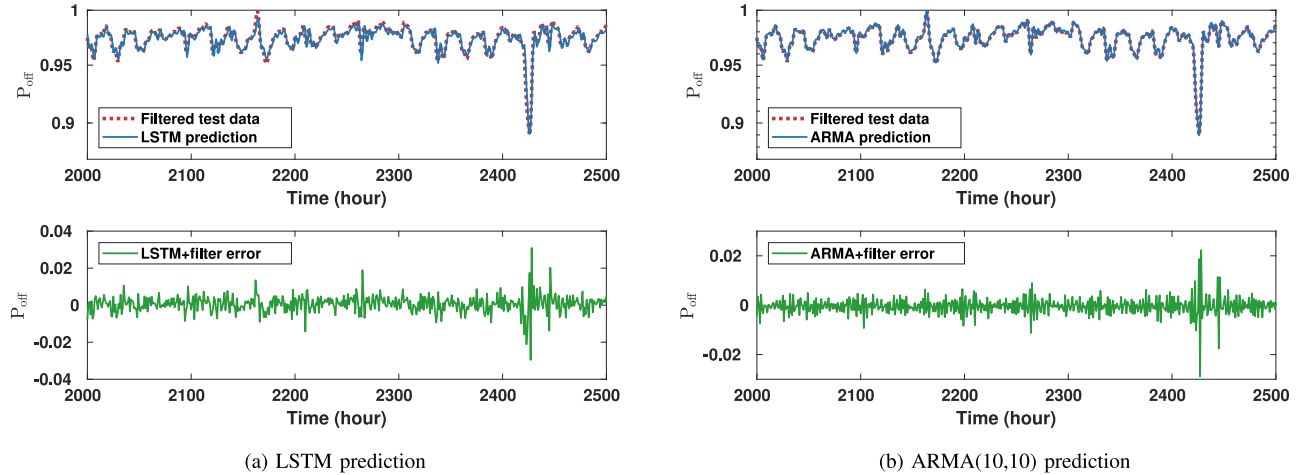 1
0.95
0.9
P_off
Filtered test data
LSTM prediction
2000 2100 2200 2300 2400 2500
Time (hour)
0.04
0.02
0
-0.02
-0.04
P_off
LSTM+filter error
2000 2100 2200 2300 2400 2500
Time (hour)
(a) LSTM prediction
1
0.95
0.9
P_off
Filtered test data
ARMA prediction
2000 2100 2200 2300 2400 2500
Time (hour)
0.02
0
-0.02
P_off
ARMA+filter error
2000 2100 2200 2300 2400 2500
Time (hour)
(b) ARMA(10,10) prediction